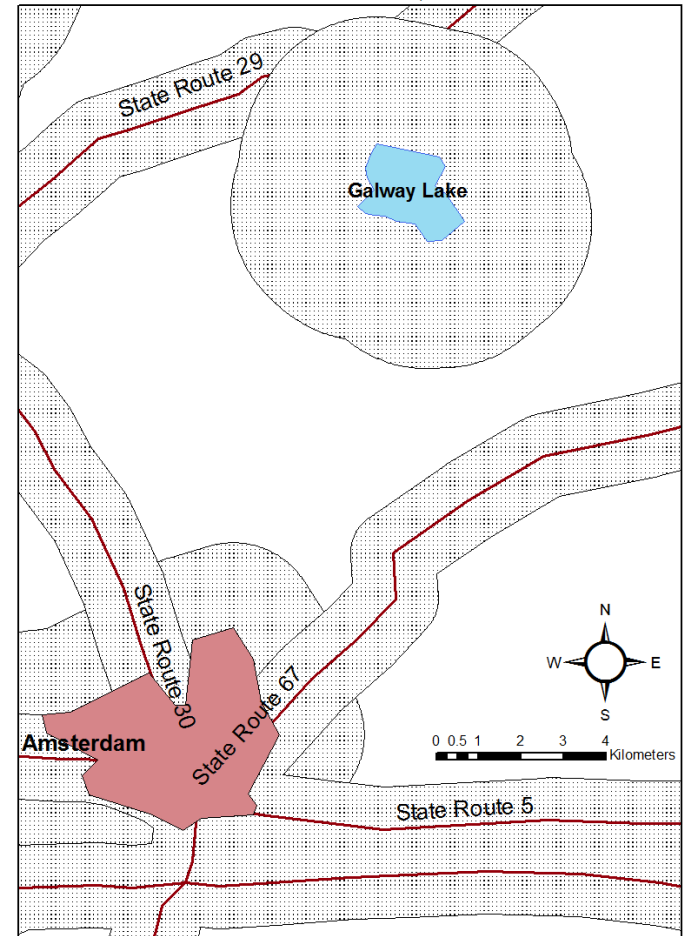 State Route 29
Galway Lake
State Route 30
State Route 67
Amsterdam
State Route 5
N
W
E
S
0 0.5 1 2 3 4
Kilometers